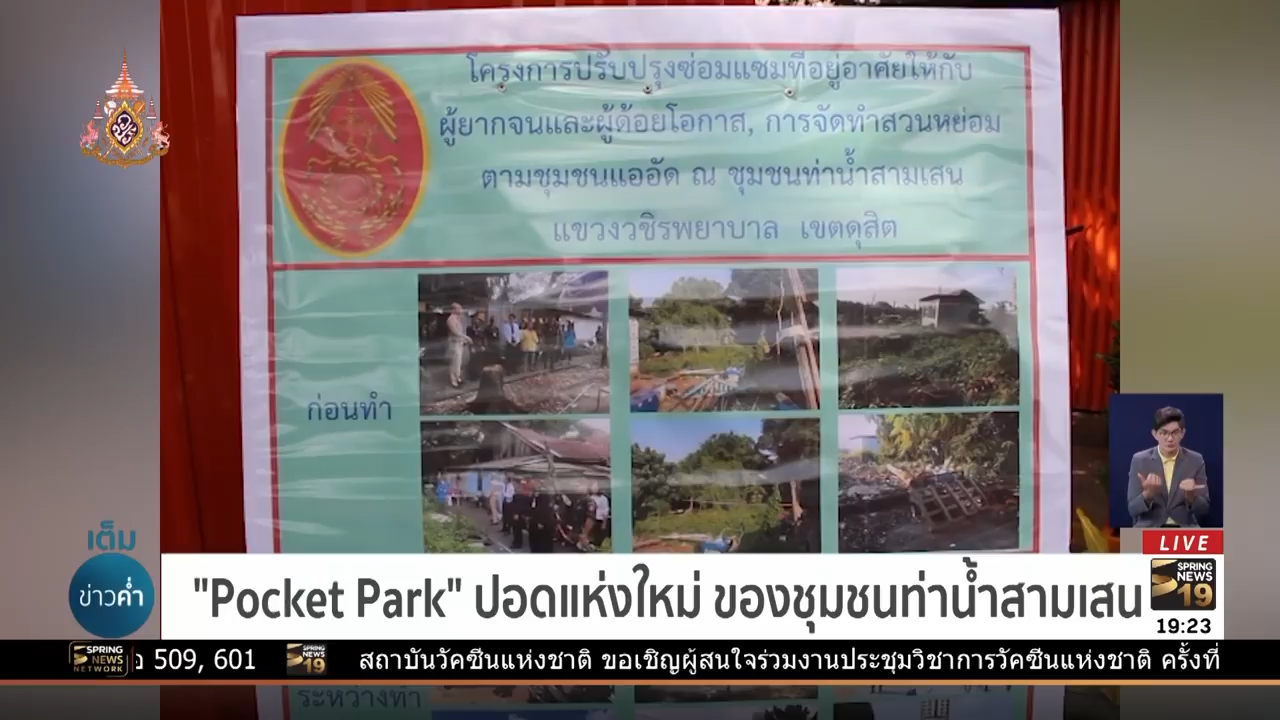 โครงการปรับปรุงซ่อมแซมที่อยู่อาศัยให้กับ
ผู้ยากจนและผู้ด้อยโอกาส, การจัดทำสวนหย่อม
ตามชุมชนแออัด ณ ชุมชนท่าน้ำสามเสน
แขวงวชิรพยาบาล เขตดุสิต
ก่อนทำ
เต็ม
ข่าวค่ำ
"Pocket Park" ปอดแห่งใหม่ ของชุมชนท่าน้ำสามเสน
LIVE
SPRING
NEWS
19
19:23
SPRING
NEWS
NETWORK
อ 509, 601
SPRING
NEWS
19
สถาบันวัคซีนแห่งชาติ ขอเชิญผู้สนใจร่วมงานประชุมวิชาการวัคซีนแห่งชาติ ครั้งที่
ระหว่างทำ